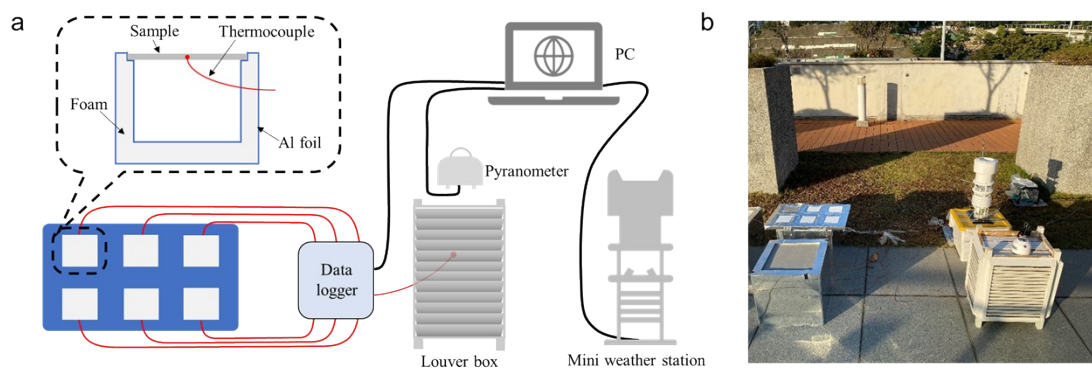 a
b
Sample
Thermocouple
Foam
Al foil
PC
Pyranometer
Data
logger
Louver box
Mini weather station